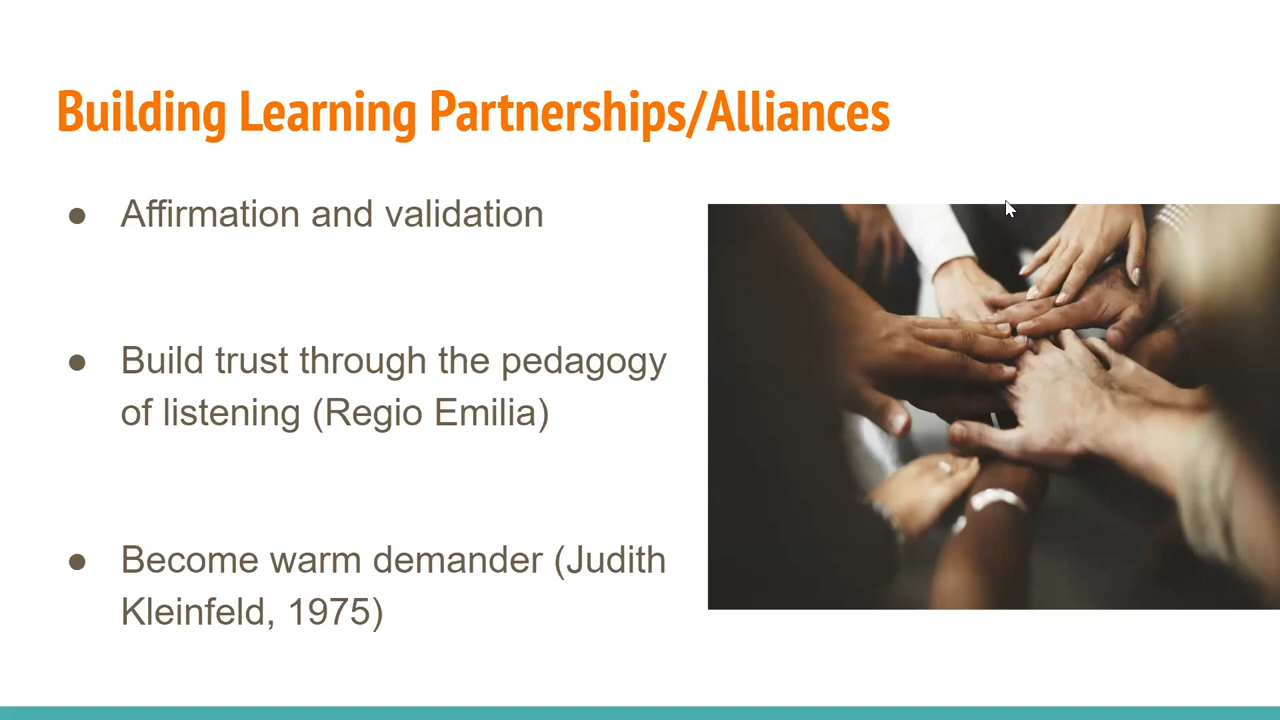 Building Learning Partnerships/Alliances
● Affirmation and validation
● Build trust through the pedagogy
of listening (Regio Emilia)
● Become warm demander (Judith
Kleinfeld, 1975)